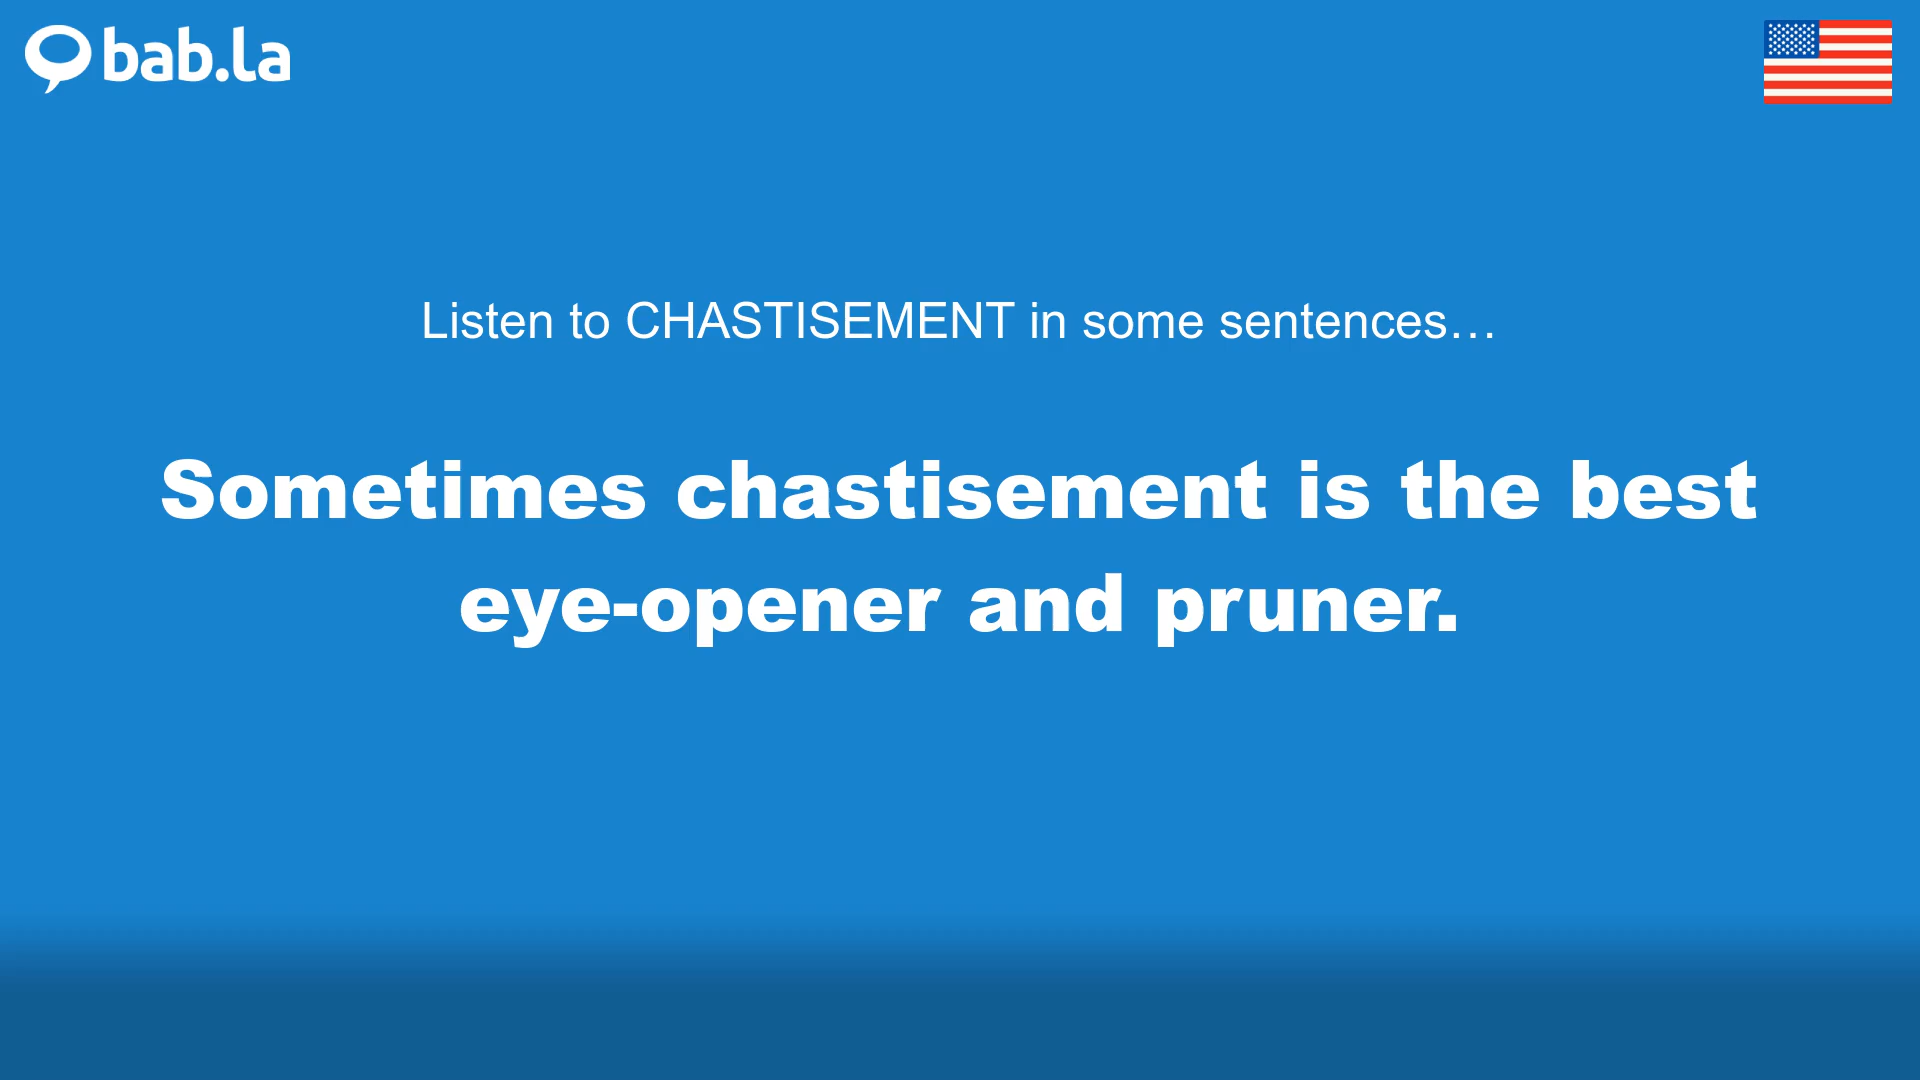 bab.la
Listen to CHASTISEMENT in some sentences…
Sometimes chastisement is the best
eye-opener and pruner.